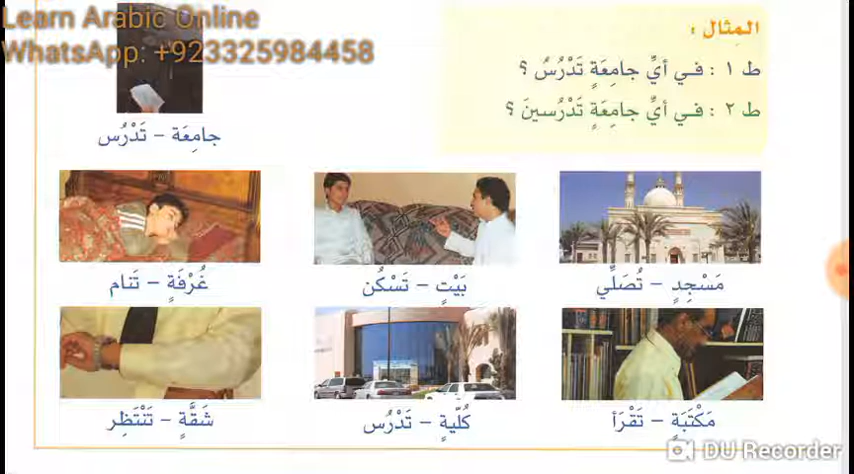 Learn Arabic Online
WhatsApp: +923325984458
المِثال :
ط ١ : في أيِّ جامِعَةٍ تَدْرُسُ ؟
ط ٢ : في أيِّ جامِعَةٍ تَدْرُسينَ ؟
جامِعَة – تَدْرُس
مَسْجِدٍ – تُصَلِّي
بَيْتٍ – تَسْكُن
غُرْفَةٍ – تَنام
مَكْتَبَةٍ – تَقْرَأ
كُلّيةٍ – تَدْرُس
شَقَّةٍ – تَنْتَظِر
DU Recorder